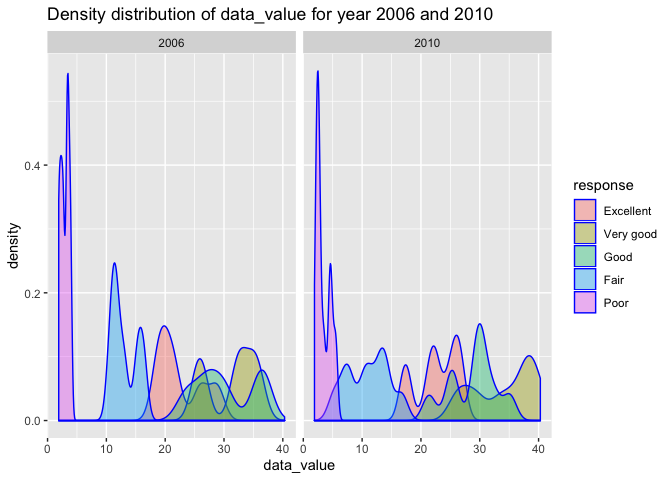 Density distribution of data_value for year 2006 and 2010
2006
2010
density
0.4
0.2
0.0
0
10
20
30
40
0
10
20
30
40
data_value
response
Excellent
Very good
Good
Fair
Poor